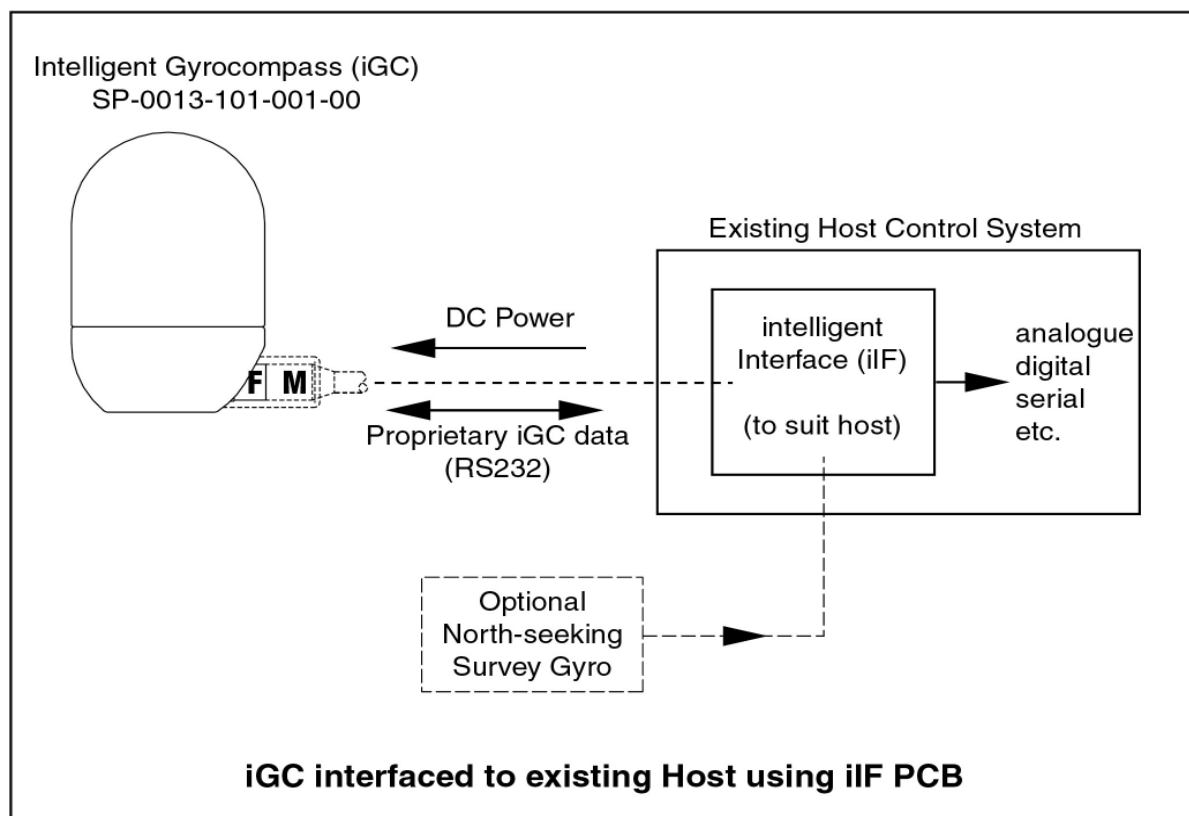 Intelligent Gyrocompass (iGC)
SP-0013-101-001-00
Existing Host Control System
DC Power
intelligent
Interface (iIF)
(to suit host)
analogue
digital
serial
etc.
F M
Proprietary iGC data
(RS232)
Optional
North-seeking
Survey Gyro
iGC interfaced to existing Host using iIF PCB